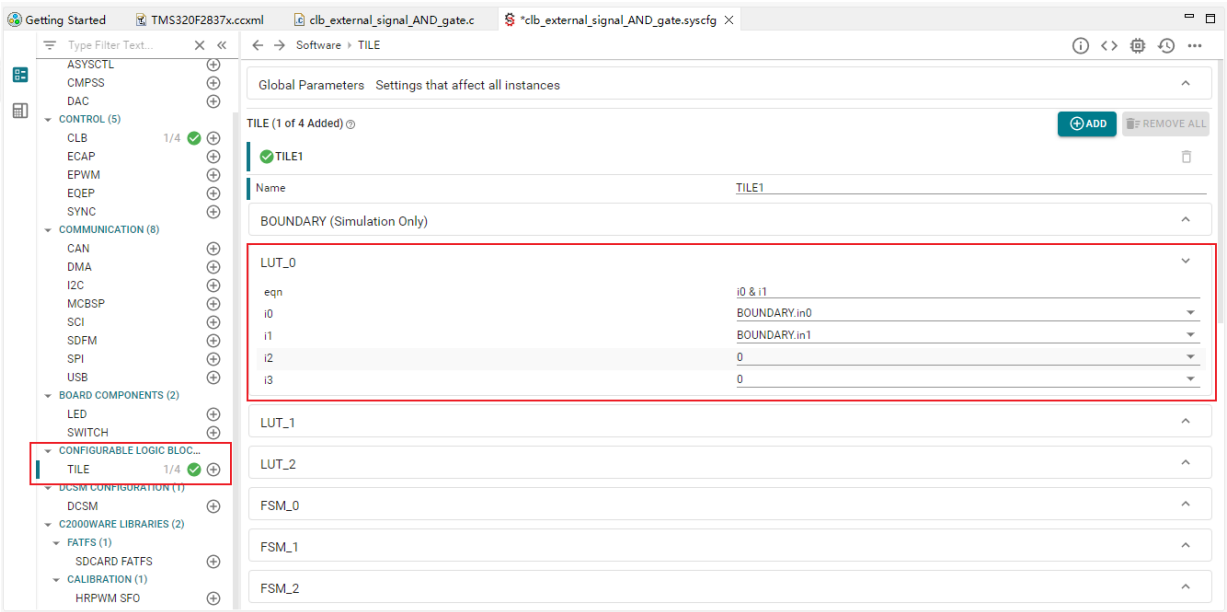 Getting Started
TMS320F2837x.ccxml
clb_external_signal_AND_gate.c
*clb_external_signal_AND_gate.syscfg
Type Filter Text...
Software TILE
ASYSCTL
CMPSS
DAC
CONTROL (5)
CLB 1/4
ECAP
EPWM
EQEP
SYNC
COMMUNICATION (8)
CAN
DMA
I2C
MCBSP
SCI
SDFM
SPI
USB
BOARD COMPONENTS (2)
LED
SWITCH
CONFIGURABLE LOGIC BLOC...
TILE 1/4
DCSM CONFIGURATION (1)
DCSM
C2000WARE LIBRARIES (2)
FATFS (1)
SDCARD FATFS
CALIBRATION (1)
HRPWM SFO
Global Parameters Settings that affect all instances
TILE (1 of 4 Added)
ADD
REMOVE ALL
TILE1
Name TILE1
BOUNDARY (Simulation Only)
LUT_0
eqn i0 & i1
i0 BOUNDARY.in0
i1 BOUNDARY.in1
i2 0
i3 0
LUT_1
LUT_2
FSM_0
FSM_1
FSM_2